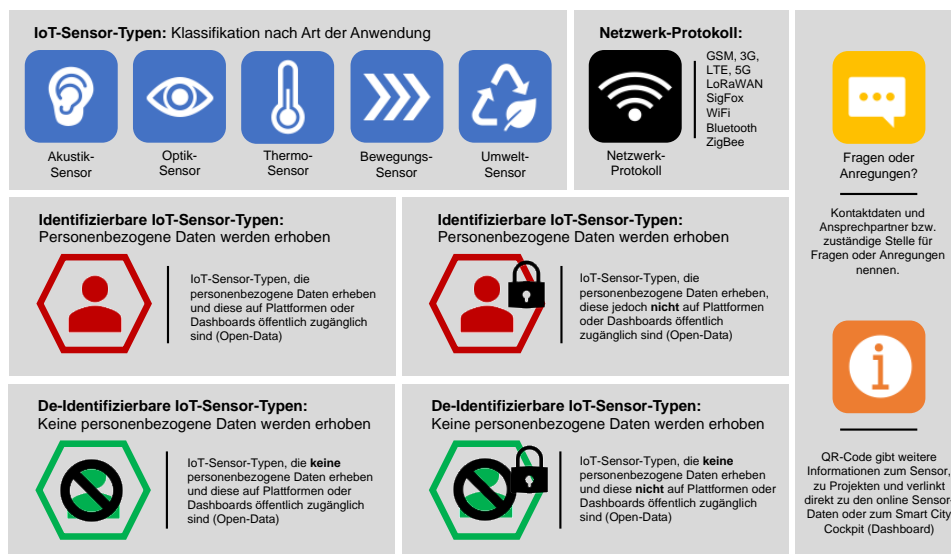 IoT-Sensor-Typen: Klassifikation nach Art der Anwendung
Akustik-
Sensor
Optik-
Sensor
Thermo-
Sensor
Bewegungs-
Sensor
Umwelt-
Sensor
Netzwerk-Protokoll:
GSM, 3G,
LTE, 5G
LoRaWAN
SigFox
WiFi
Bluetooth
ZigBee
Netzwerk-
Protokoll
Fragen oder
Anregungen?
Kontaktdaten und
Ansprechpartner bzw.
zuständige Stelle für
Fragen oder Anregungen
nennen.
Identifizierbare IoT-Sensor-Typen:
Personenbezogene Daten werden erhoben
IoT-Sensor-Typen, die
personenbezogene Daten erheben
und diese auf Plattformen oder
Dashboards öffentlich zugänglich
sind (Open-Data)
Identifizierbare IoT-Sensor-Typen:
Personenbezogene Daten werden erhoben
IoT-Sensor-Typen, die
personenbezogene Daten erheben,
diese jedoch nicht auf Plattformen
oder Dashboards öffentlich
zugänglich sind (Open-Data)
De-Identifizierbare IoT-Sensor-Typen:
Keine personenbezogene Daten werden erhoben
IoT-Sensor-Typen, die keine
personenbezogene Daten erheben
und diese auf Plattformen oder
Dashboards öffentlich zugänglich
sind (Open-Data)
De-Identifizierbare IoT-Sensor-Typen:
Keine personenbezogene Daten werden erhoben
IoT-Sensor-Typen, die keine
personenbezogene Daten erheben
und diese nicht auf Plattformen oder
Dashboards öffentlich zugänglich
sind (Open-Data)
i
QR-Code gibt weitere
Informationen zum Sensor,
zu Projekten und verlinkt
direkt zu den online Sensor-
Daten oder zum Smart City
Cockpit (Dashboard)